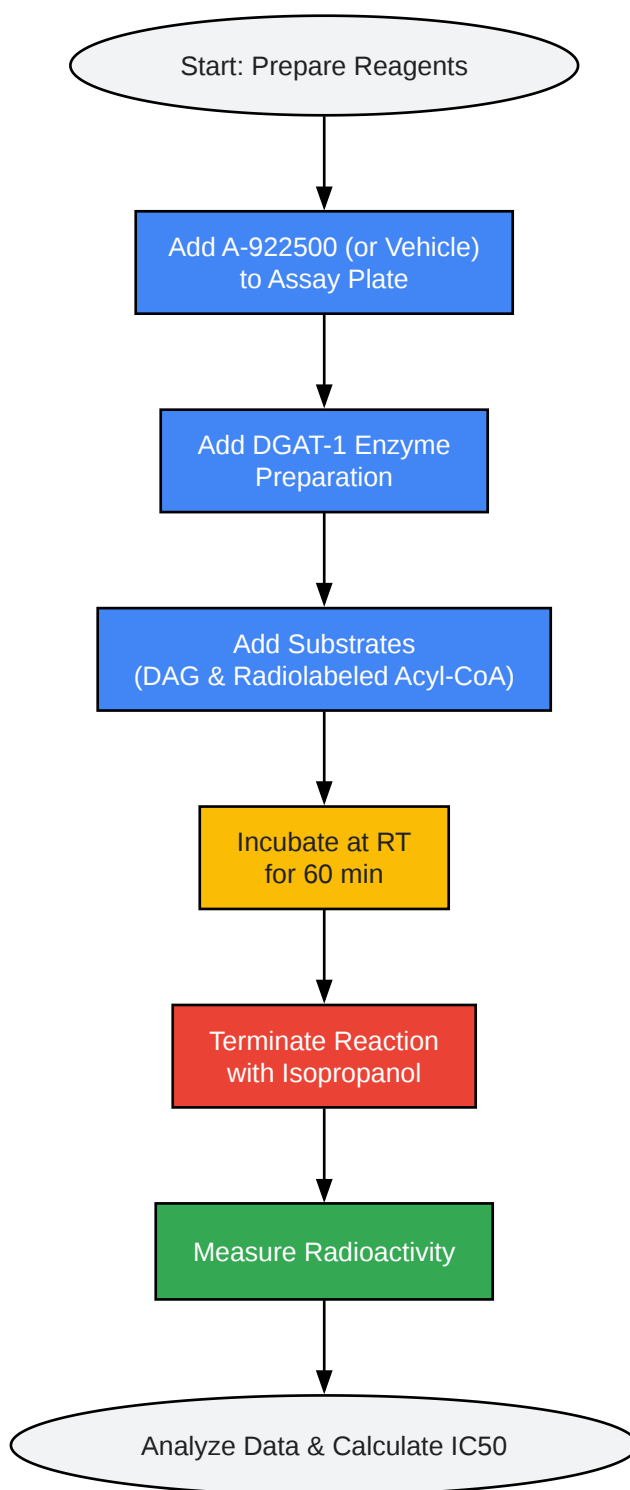 Start: Prepare Reagents
Add A-922500 (or Vehicle)
to Assay Plate
Add DGAT-1 Enzyme
Preparation
Add Substrates
(DAG & Radiolabeled Acyl-CoA)
Incubate at RT
for 60 min
Terminate Reaction
with Isopropanol
Measure Radioactivity
Analyze Data & Calculate IC50